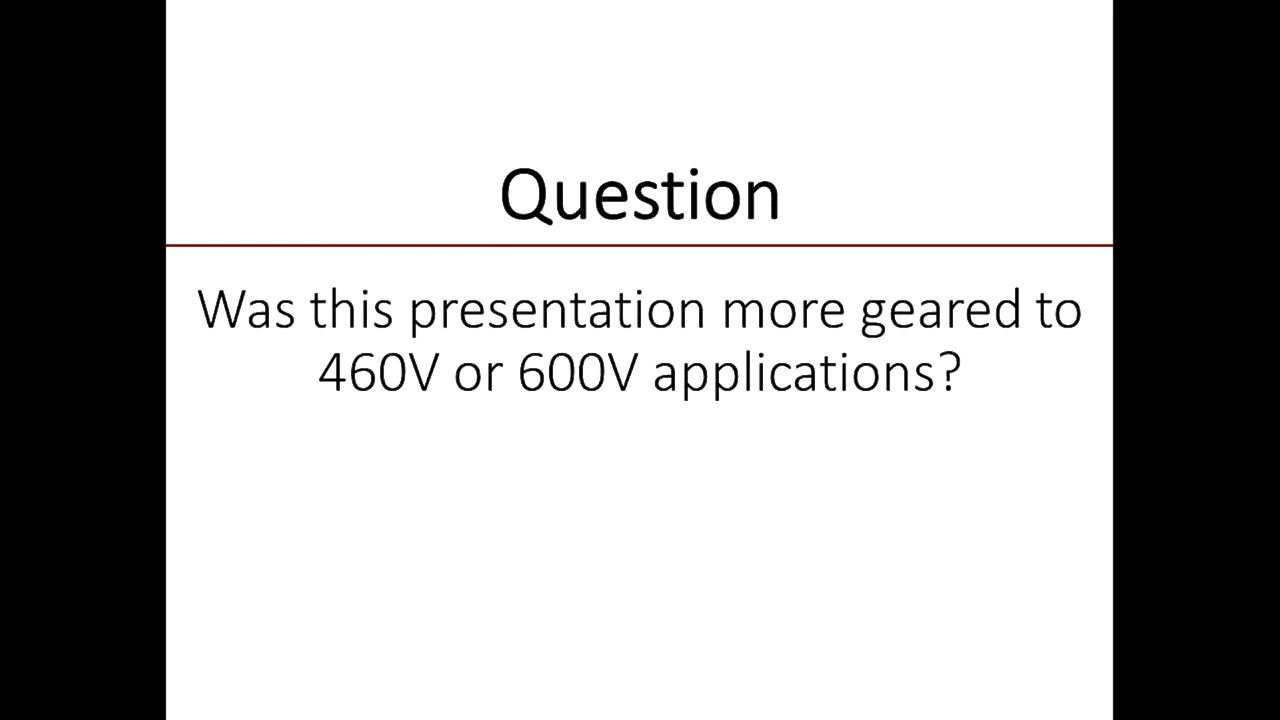 Question
Was this presentation more geared to
460V or 600V applications?